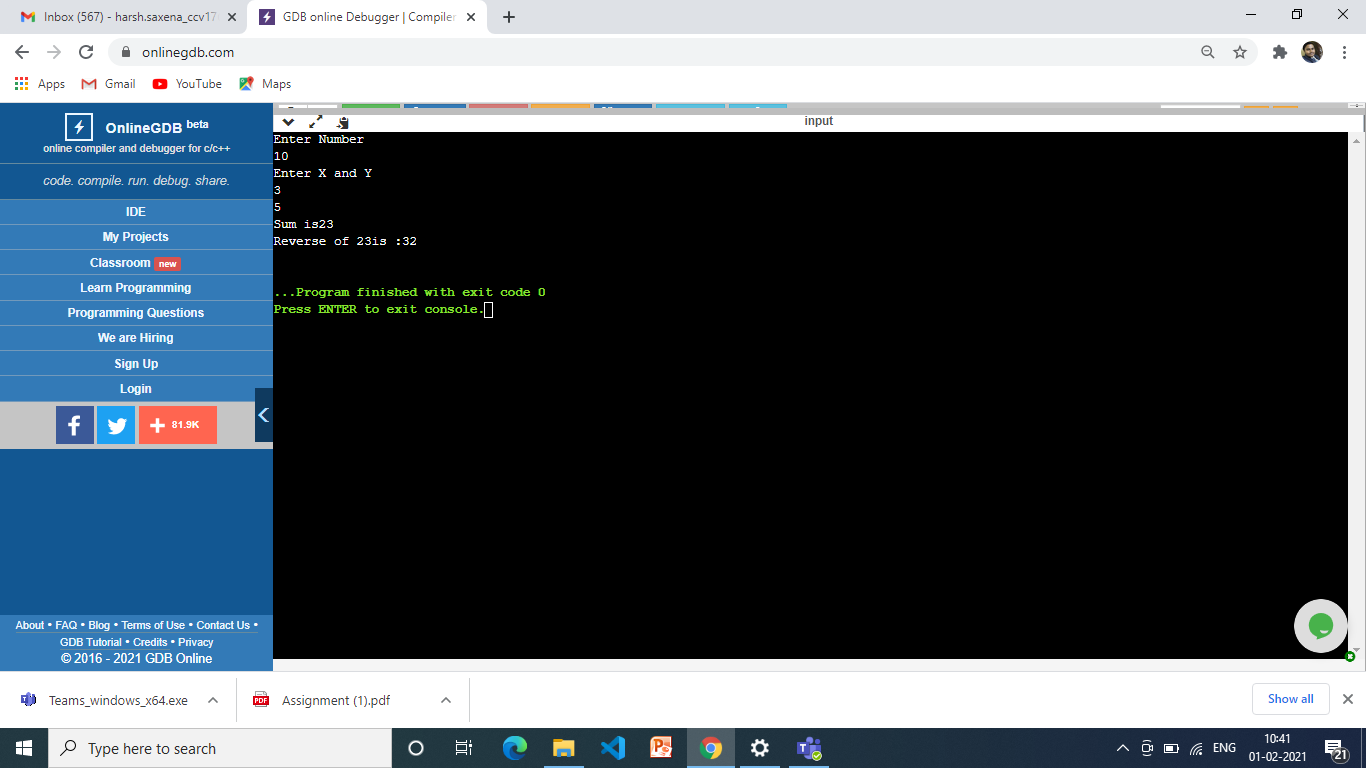 Inbox (567) - harsh.saxena_ccv17
GDB online Debugger | Compiler
onlinegdb.com
Apps
Gmail
YouTube
Maps
OnlineGDB beta
online compiler and debugger for c/c++
code. compile. run. debug. share.
IDE
My Projects
Classroom new
Learn Programming
Programming Questions
We are Hiring
Sign Up
Login
81.9K
About • FAQ • Blog • Terms of Use • Contact Us •
GDB Tutorial • Credits • Privacy
© 2016 - 2021 GDB Online
input
Enter Number
10
Enter X and Y
3
5
Sum is23
Reverse of 23is :32
...Program finished with exit code 0
Press ENTER to exit console.
Teams_windows_x64.exe
PDF
Assignment (1).pdf
Show all
Type here to search
ENG
10:41
01-02-2021
21